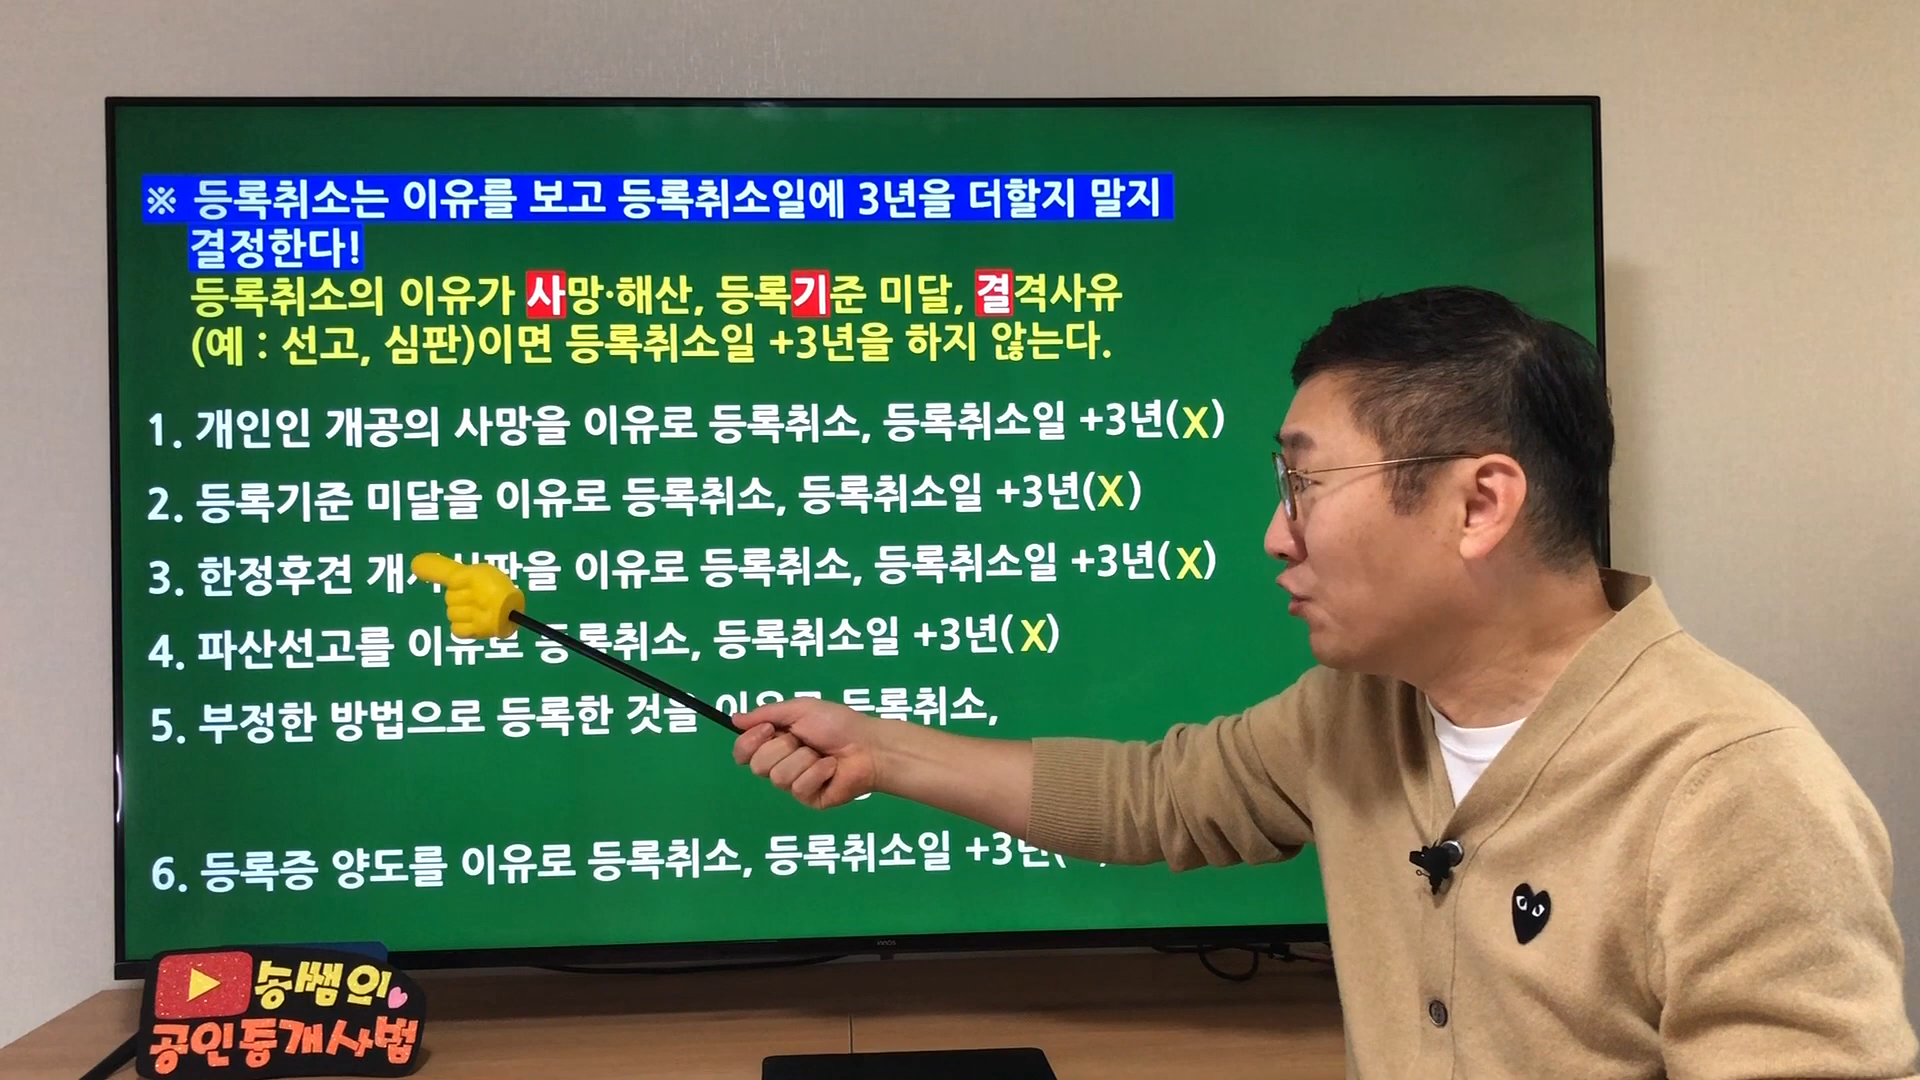 ※ 등록취소는 이유를 보고 등록취소일에 3년을 더할지 말지
결정한다!
등록취소의 이유가 사망·해산, 등록기준 미달, 결격사유
(예 : 선고, 심판)이면 등록취소일 +3년을 하지 않는다.
1. 개인인 개공의 사망을 이유로 등록취소, 등록취소일 +3년(X)
2. 등록기준 미달을 이유로 등록취소, 등록취소일 +3년(X)
3. 한정후견 을 이유로 등록취소, 등록취소일 +3년(X)
4. 파산선고를 이유로 등록취소, 등록취소일 +3년(X)
5. 부정한 방법으로 등록한 것을 이유로 등록취소,
6. 등록증 양도를 이유로 등록취소, 등록취소일 +3년(
송쌤의
공인중개사법